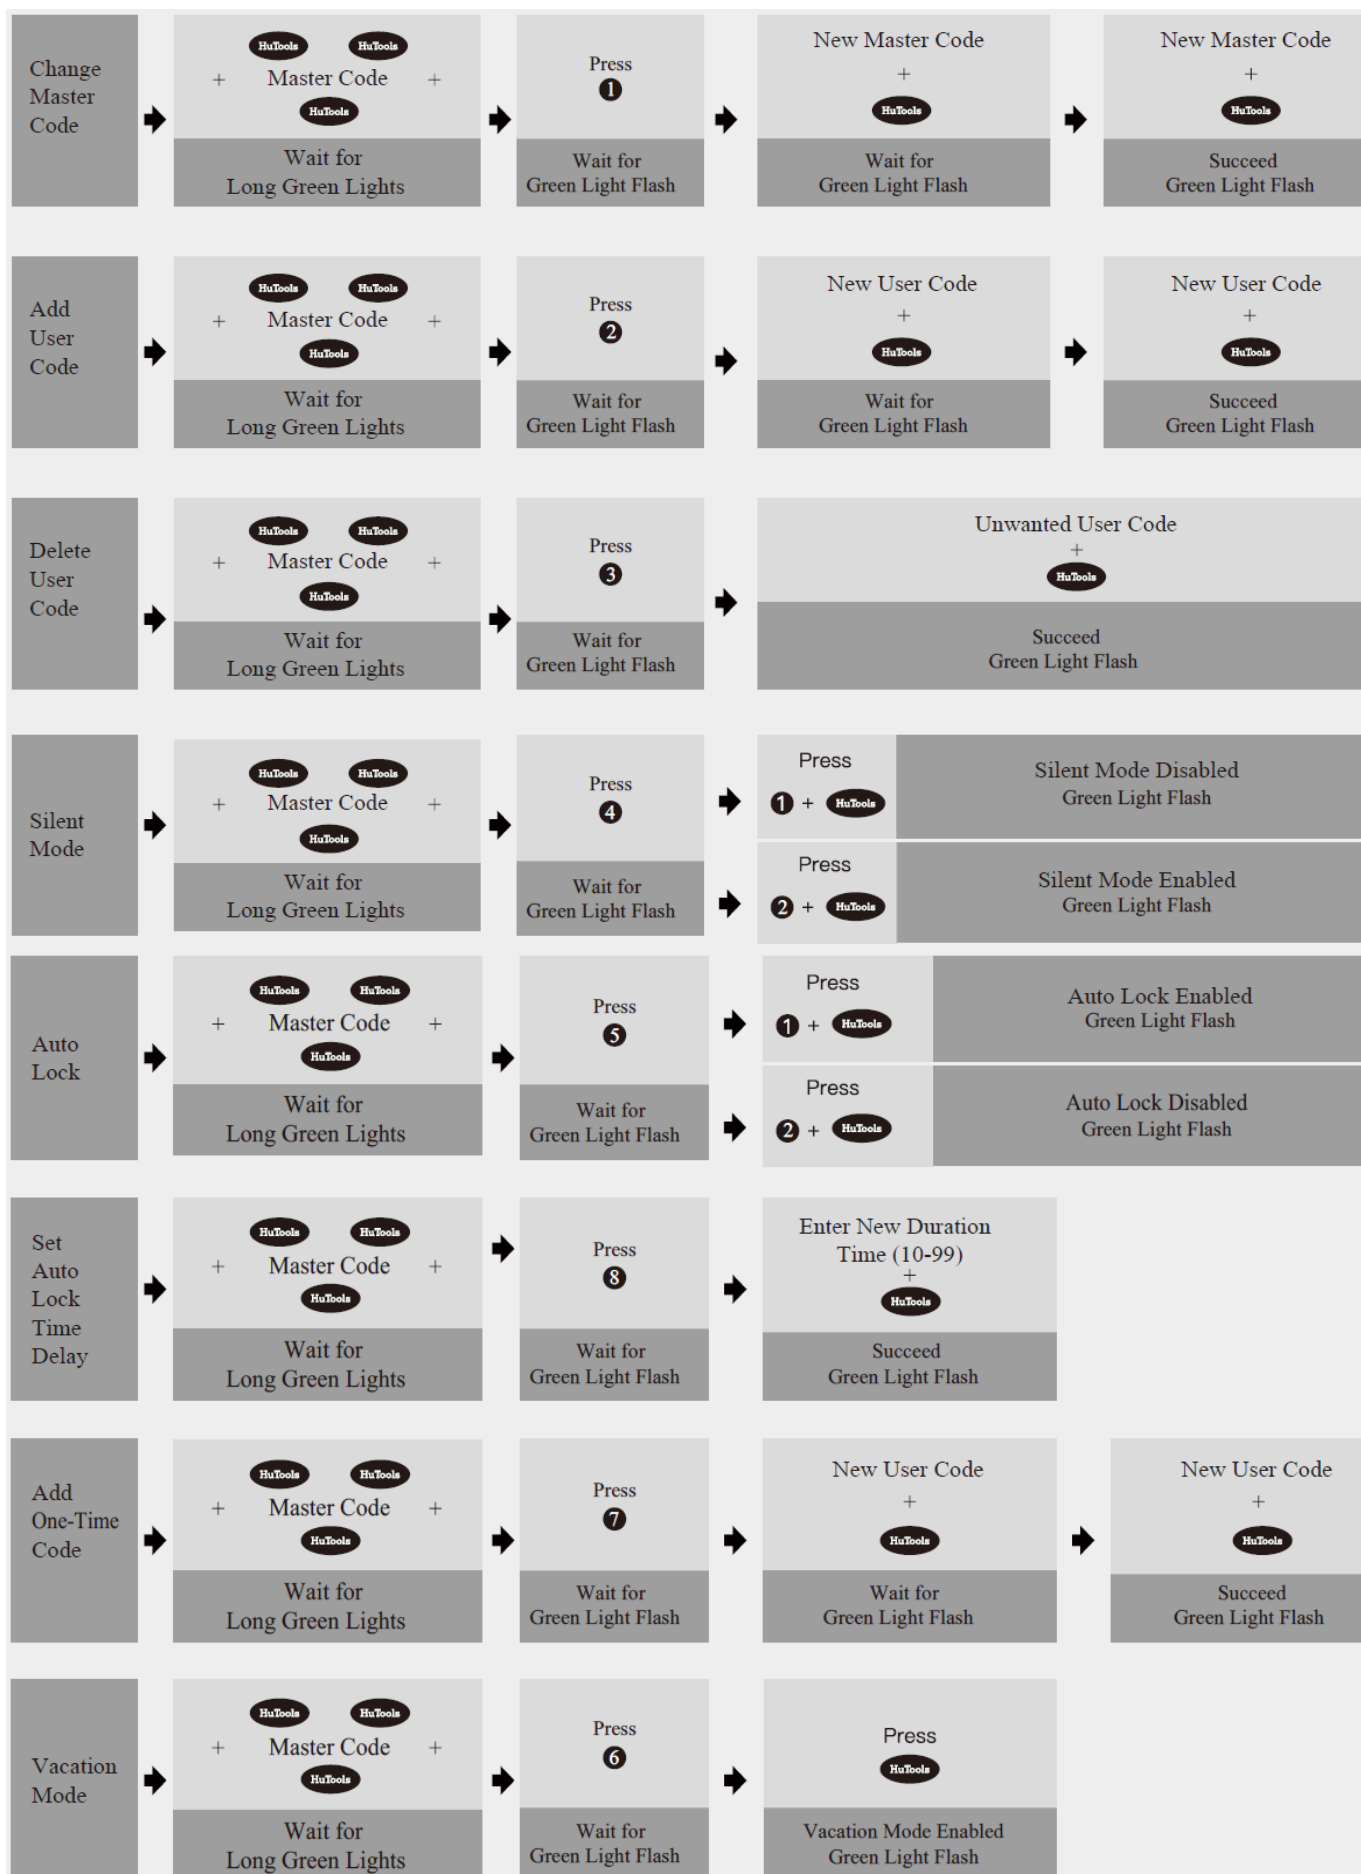 Change
Master
Code
HuTools HuTools
+ Master Code +
HuTools
Wait for
Long Green Lights
Press
1
Wait for
Green Light Flash
New Master Code
+
HuTools
Wait for
Green Light Flash
New Master Code
+
HuTools
Succeed
Green Light Flash
Add
User
Code
HuTools HuTools
+ Master Code +
HuTools
Wait for
Long Green Lights
Press
2
Wait for
Green Light Flash
New User Code
+
HuTools
Wait for
Green Light Flash
New User Code
+
HuTools
Succeed
Green Light Flash
Delete
User
Code
HuTools HuTools
+ Master Code +
HuTools
Wait for
Long Green Lights
Press
3
Wait for
Green Light Flash
Unwanted User Code
+
HuTools
Succeed
Green Light Flash
Silent
Mode
HuTools HuTools
+ Master Code +
HuTools
Wait for
Long Green Lights
Press
4
Wait for
Green Light Flash
Press
1 + HuTools
Silent Mode Disabled
Green Light Flash
Press
2 + HuTools
Silent Mode Enabled
Green Light Flash
Auto
Lock
HuTools HuTools
+ Master Code +
HuTools
Wait for
Long Green Lights
Press
5
Wait for
Green Light Flash
Press
1 + HuTools
Auto Lock Enabled
Green Light Flash
Press
2 + HuTools
Auto Lock Disabled
Green Light Flash
Set
Auto
Lock
Time
Delay
HuTools HuTools
+ Master Code +
HuTools
Wait for
Long Green Lights
Press
8
Wait for
Green Light Flash
Enter New Duration
Time (10-99)
+
HuTools
Succeed
Green Light Flash
Add
One-Time
Code
HuTools HuTools
+ Master Code +
HuTools
Wait for
Long Green Lights
Press
7
Wait for
Green Light Flash
New User Code
+
HuTools
Wait for
Green Light Flash
New User Code
+
HuTools
Succeed
Green Light Flash
Vacation
Mode
HuTools HuTools
+ Master Code +
HuTools
Wait for
Long Green Lights
Press
6
Wait for
Green Light Flash
Press
HuTools
Vacation Mode Enabled
Green Light Flash